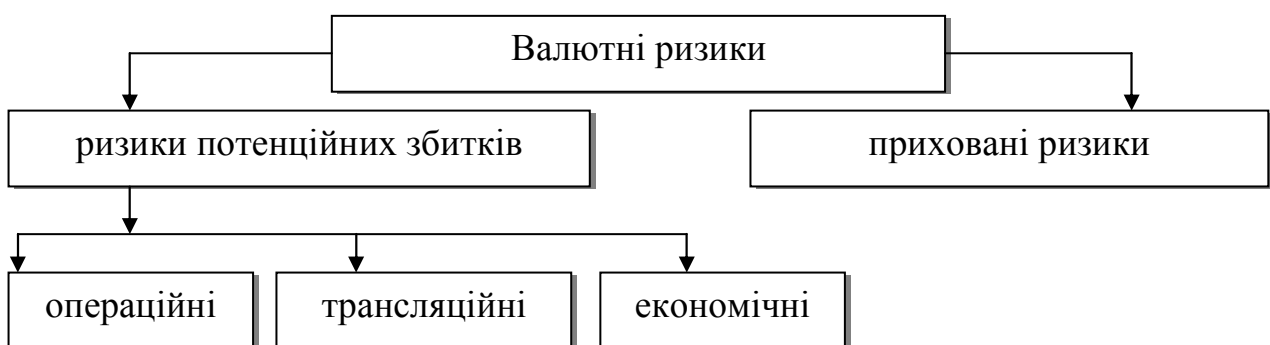 Валютні ризики
ризики потенційних збитків
приховані ризики
операційні
трансляційні
економічні